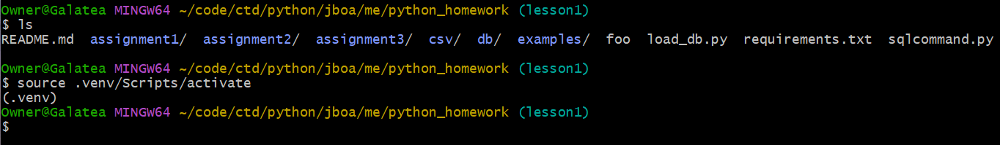 Owner@Galatea MINGW64 ~/code/ctd/python/jboa/me/python_homework (lesson1)
$ ls
README.md  assignment1/  assignment2/  assignment3/  csv/  db/  examples/  foo  load_db.py  requirements.txt  sqlcommand.py
Owner@Galatea MINGW64 ~/code/ctd/python/jboa/me/python_homework (lesson1)
$ source .venv/Scripts/activate
(.venv)
Owner@Galatea MINGW64 ~/code/ctd/python/jboa/me/python_homework (lesson1)
$